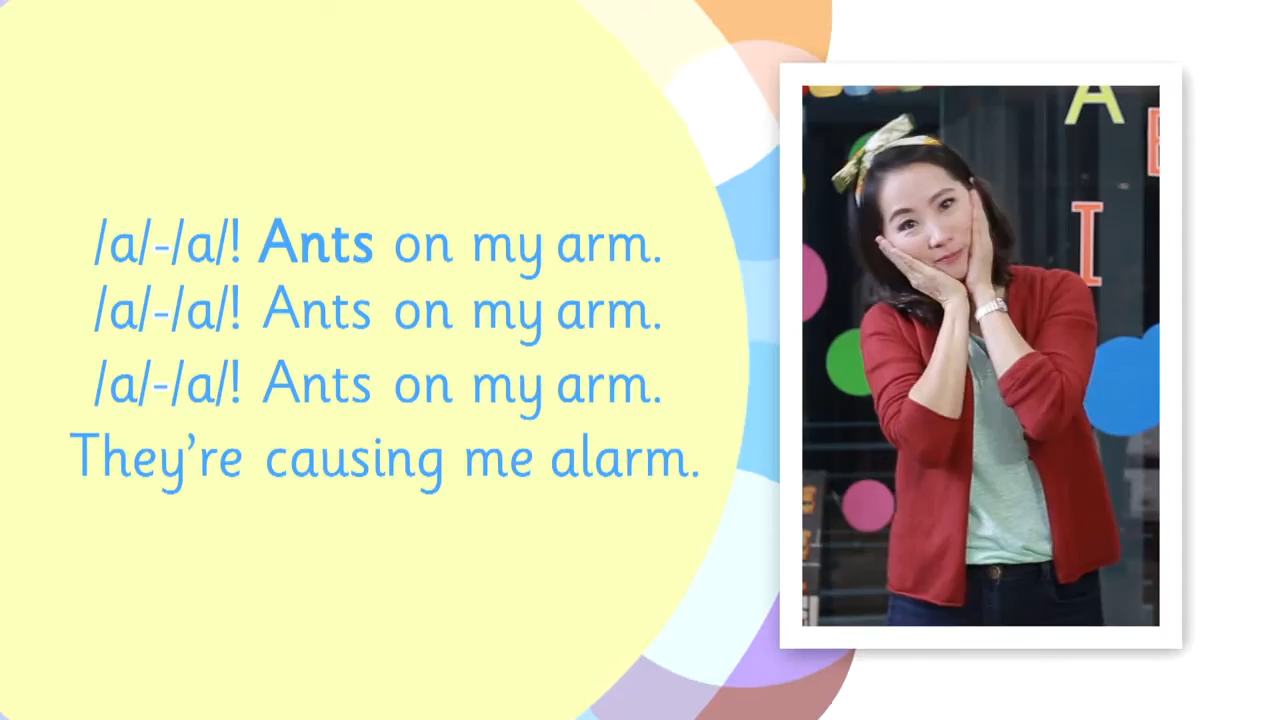 /a/-/a/! Ants on my arm.
/a/-/a/! Ants on my arm.
/a/-/a/! Ants on my arm.
They're causing me alarm.
A
I